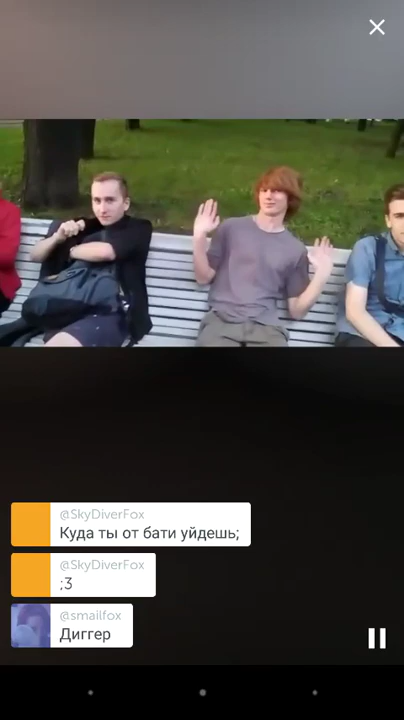 @SkyDiverFox
Куда ты от бати уйдешь;
@SkyDiverFox
;3
@smailfox
Диггер